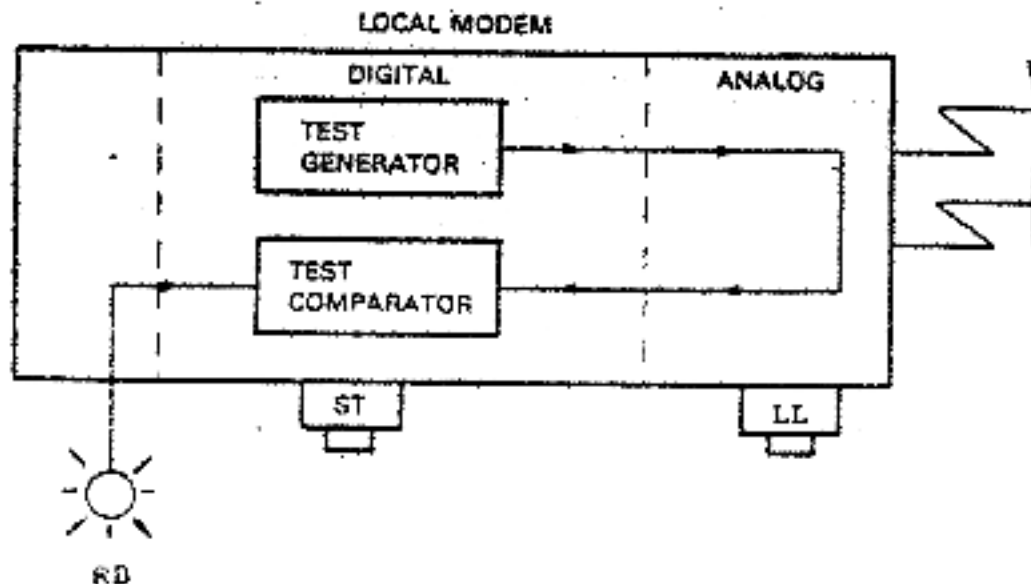 LOCAL MODEM
DIGITAL
ANALOG
TEST
GENERATOR
TEST
COMPARATOR
ST
LL
RD